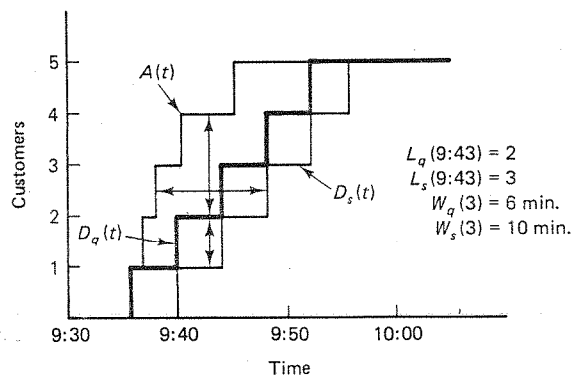 Customers
5
4
3
2
1
A(t)
D_q(t)
D_s(t)
L_q(9:43) = 2
L_s(9:43) = 3
W_q(3) = 6 min.
W_s(3) = 10 min.
9:30
9:40
9:50
10:00
Time